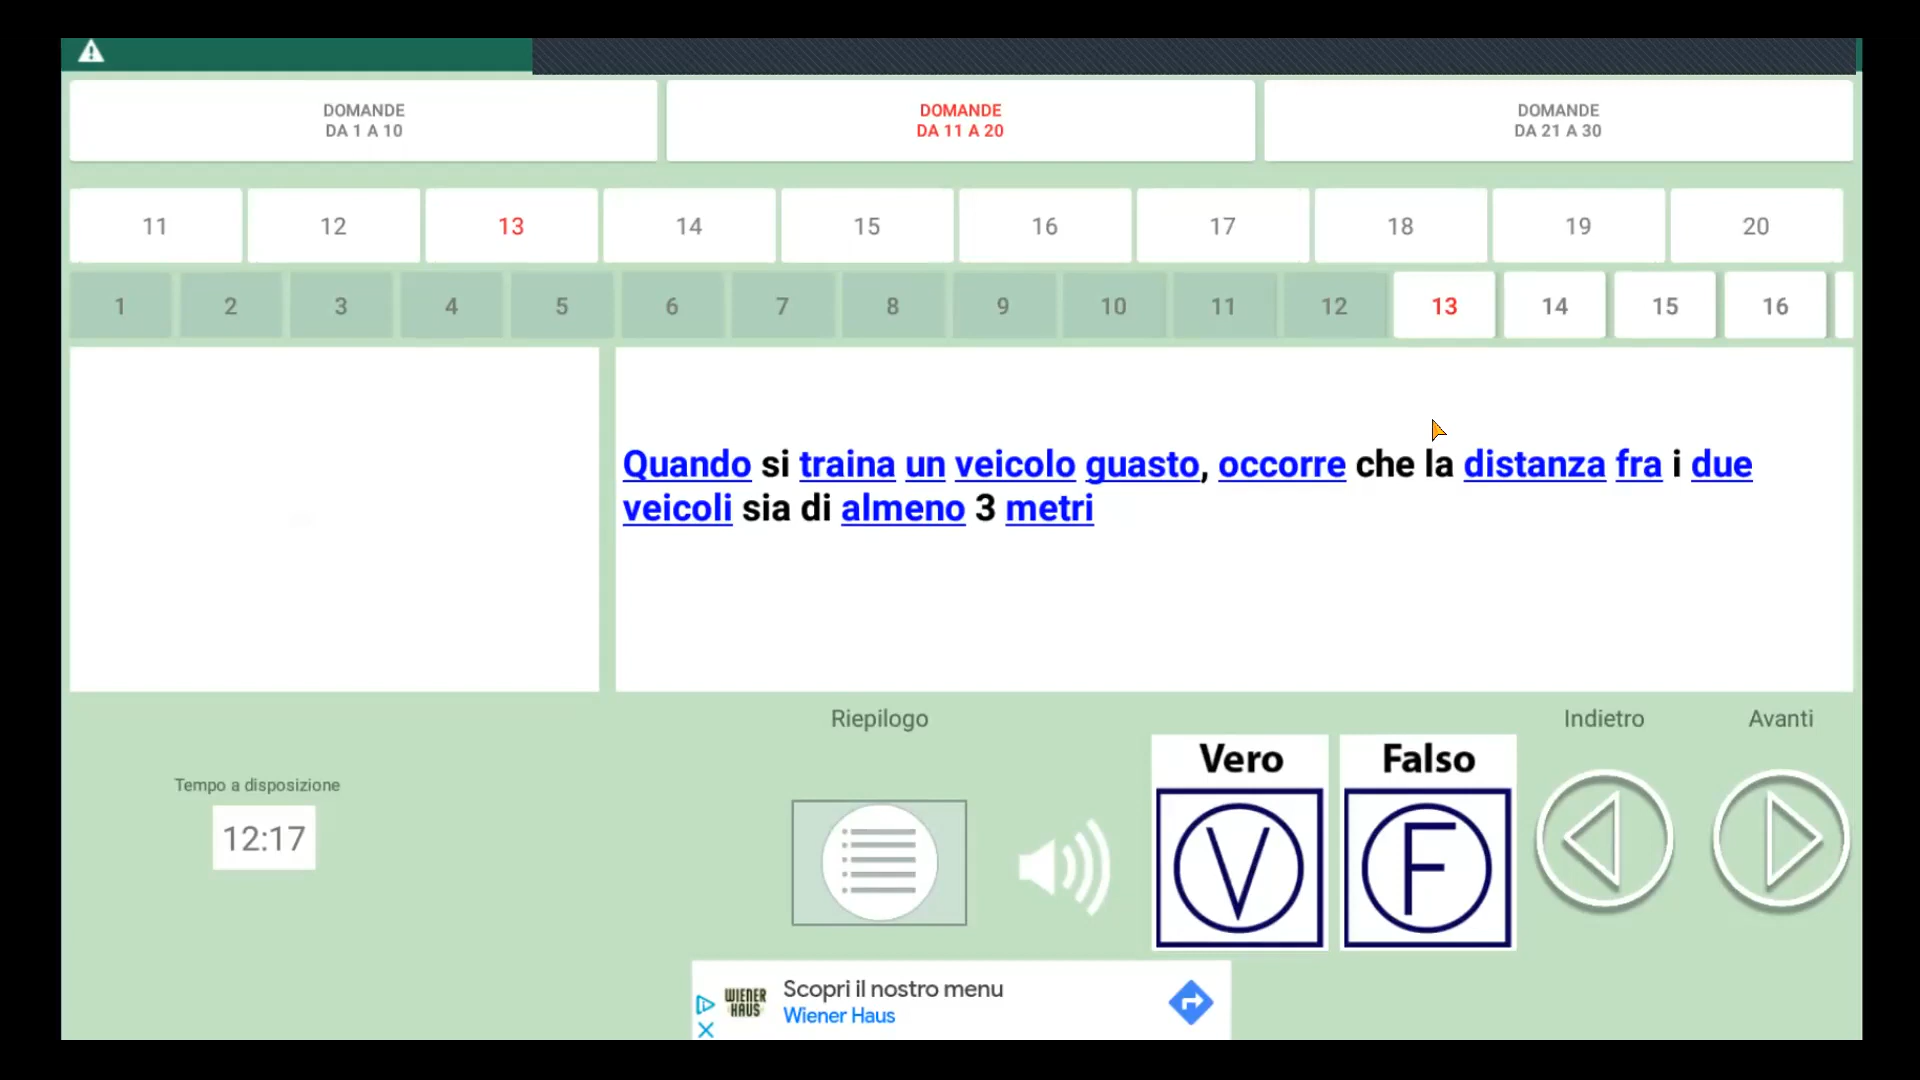 DOMANDE
DA 1 A 10
DOMANDE
DA 11 A 20
DOMANDE
DA 21 A 30
11 12 13 14 15 16 17 18 19 20
1 2 3 4 5 6 7 8 9 10 11 12 13 14 15 16
Quando si traina un veicolo guasto, occorre che la distanza fra i due
veicoli sia di almeno 3 metri
Riepilogo
Indietro
Avanti
Tempo a disposizione
12:17
Vero
Falso
V
F
WIENER
HAUS
Scopri il nostro menu
Wiener Haus